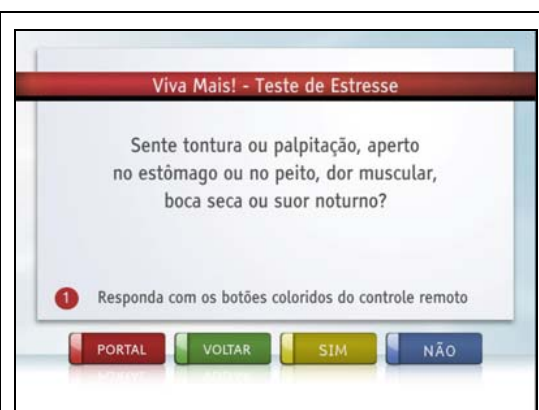 Viva Mais! - Teste de Estresse
Sente tontura ou palpitação, aperto
no estômago ou no peito, dor muscular,
boca seca ou suor noturno?
1 Responda com os botões coloridos do controle remoto
PORTAL VOLTAR SIM NÃO